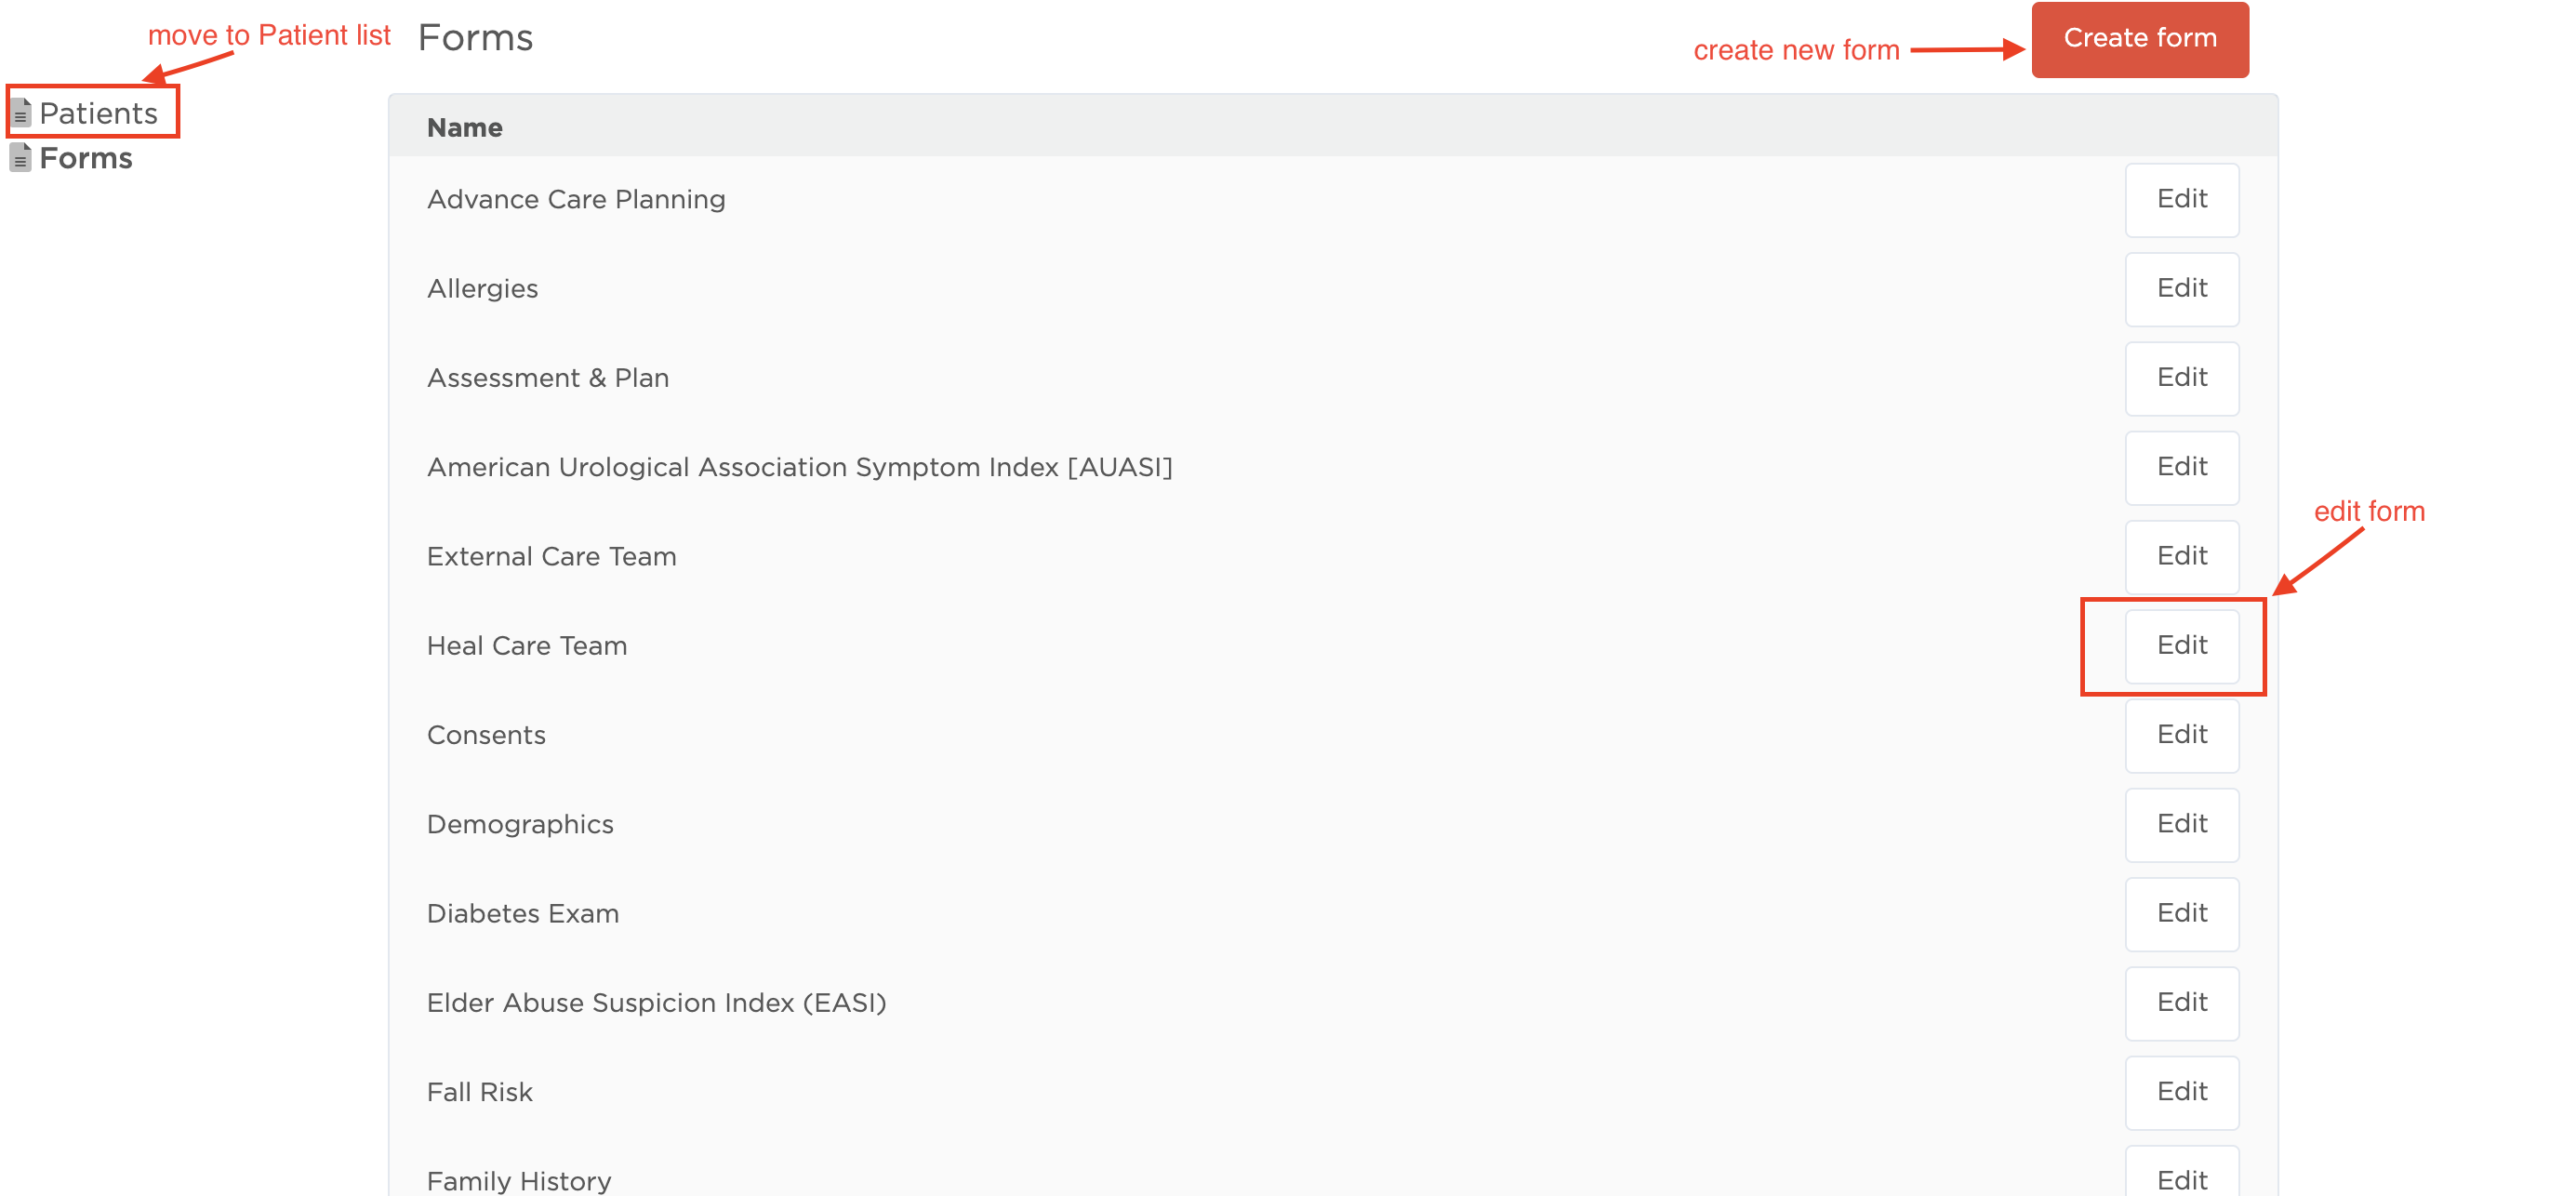 move to Patient list
Forms
create new form
Create form
Patients
Forms
Name
Advance Care Planning
Edit
Allergies
Edit
Assessment & Plan
Edit
American Urological Association Symptom Index [AUASI]
Edit
edit form
External Care Team
Edit
Heal Care Team
Edit
Consents
Edit
Demographics
Edit
Diabetes Exam
Edit
Elder Abuse Suspicion Index (EASI)
Edit
Fall Risk
Edit
Family History
Edit